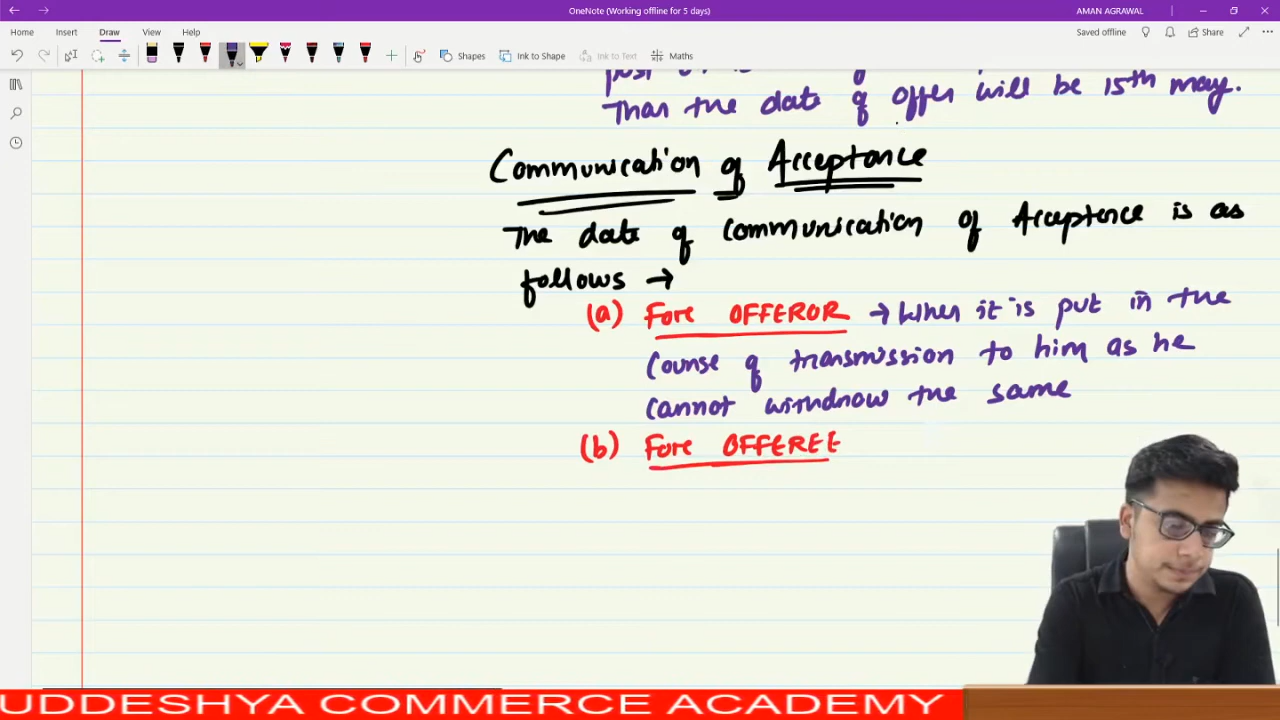 OneNote (Working offline for 5 days)
AMAN AGRAWAL
Home Insert Draw View Help
Saved offline
Share
Shapes
Ink to Shape
Ink to Text
Maths
Than the date of offer will be 15th may.
Communication of Acceptance
The date of communication of Acceptance is as
follows →
(a) Fore OFFEROR → When it is put in the
Counse of transmission to him as he
cannot withdraw the same
(b) Fore OFFEREE
UDDESHYA COMMERCE ACADEMY